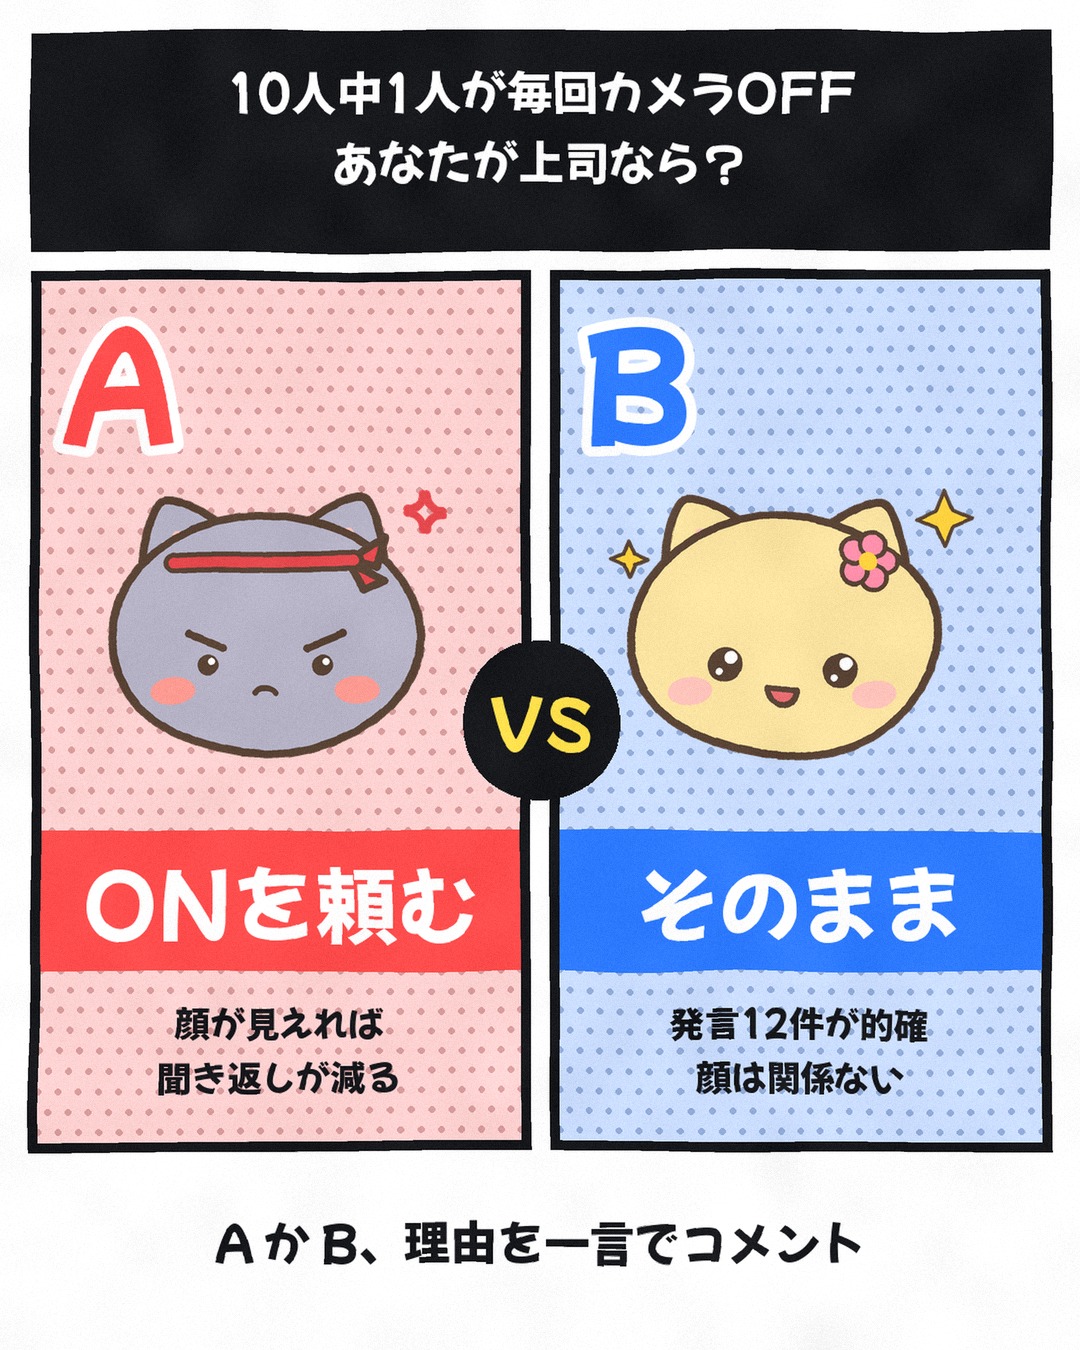 10人中1人が毎回カメラOFF
あなたが上司なら？
A
B
VS
ONを頼む
そのまま
顔が見えれば
聞き返しが減る
発言12件が的確
顔は関係ない
AかB、理由を一言でコメント